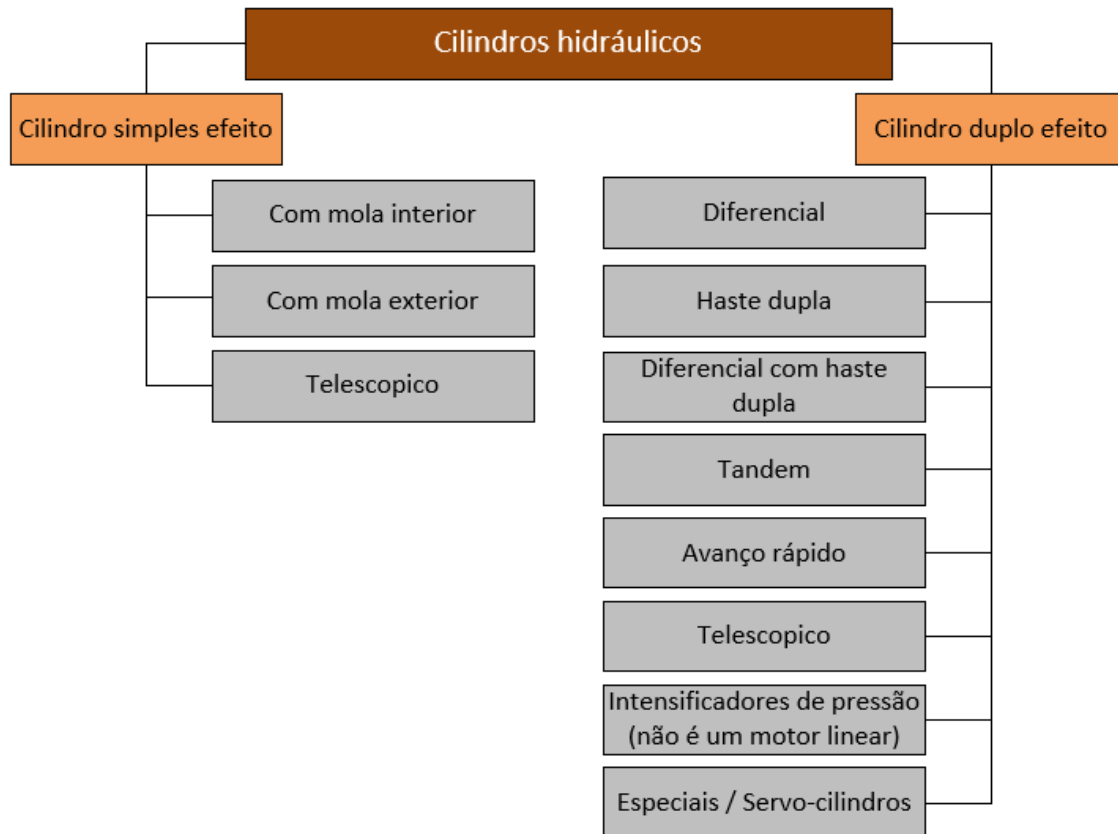 Cilindros hidráulicos
Cilindro simples efeito
Com mola interior
Com mola exterior
Telescopico
Cilindro duplo efeito
Diferencial
Haste dupla
Diferencial com haste
dupla
Tandem
Avanço rápido
Telescopico
Intensificadores de pressão
(não é um motor linear)
Especiais / Servo-cilindros